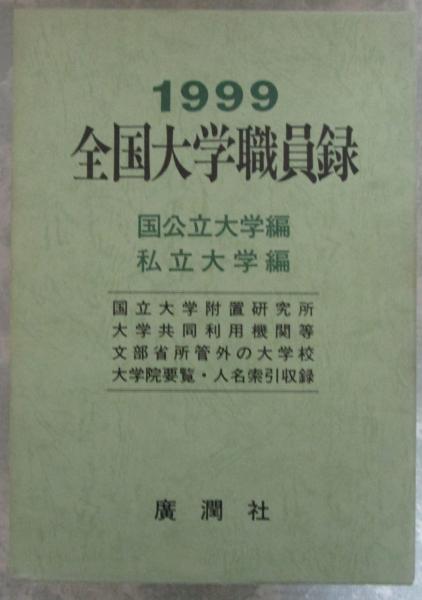 1999
全国大学職員録
国公立大学編
私立大学編
国立大学附置研究所
大学共同利用機関等
文部省所管外の大学校
大学院要覧・人名索引収録
廣潤社